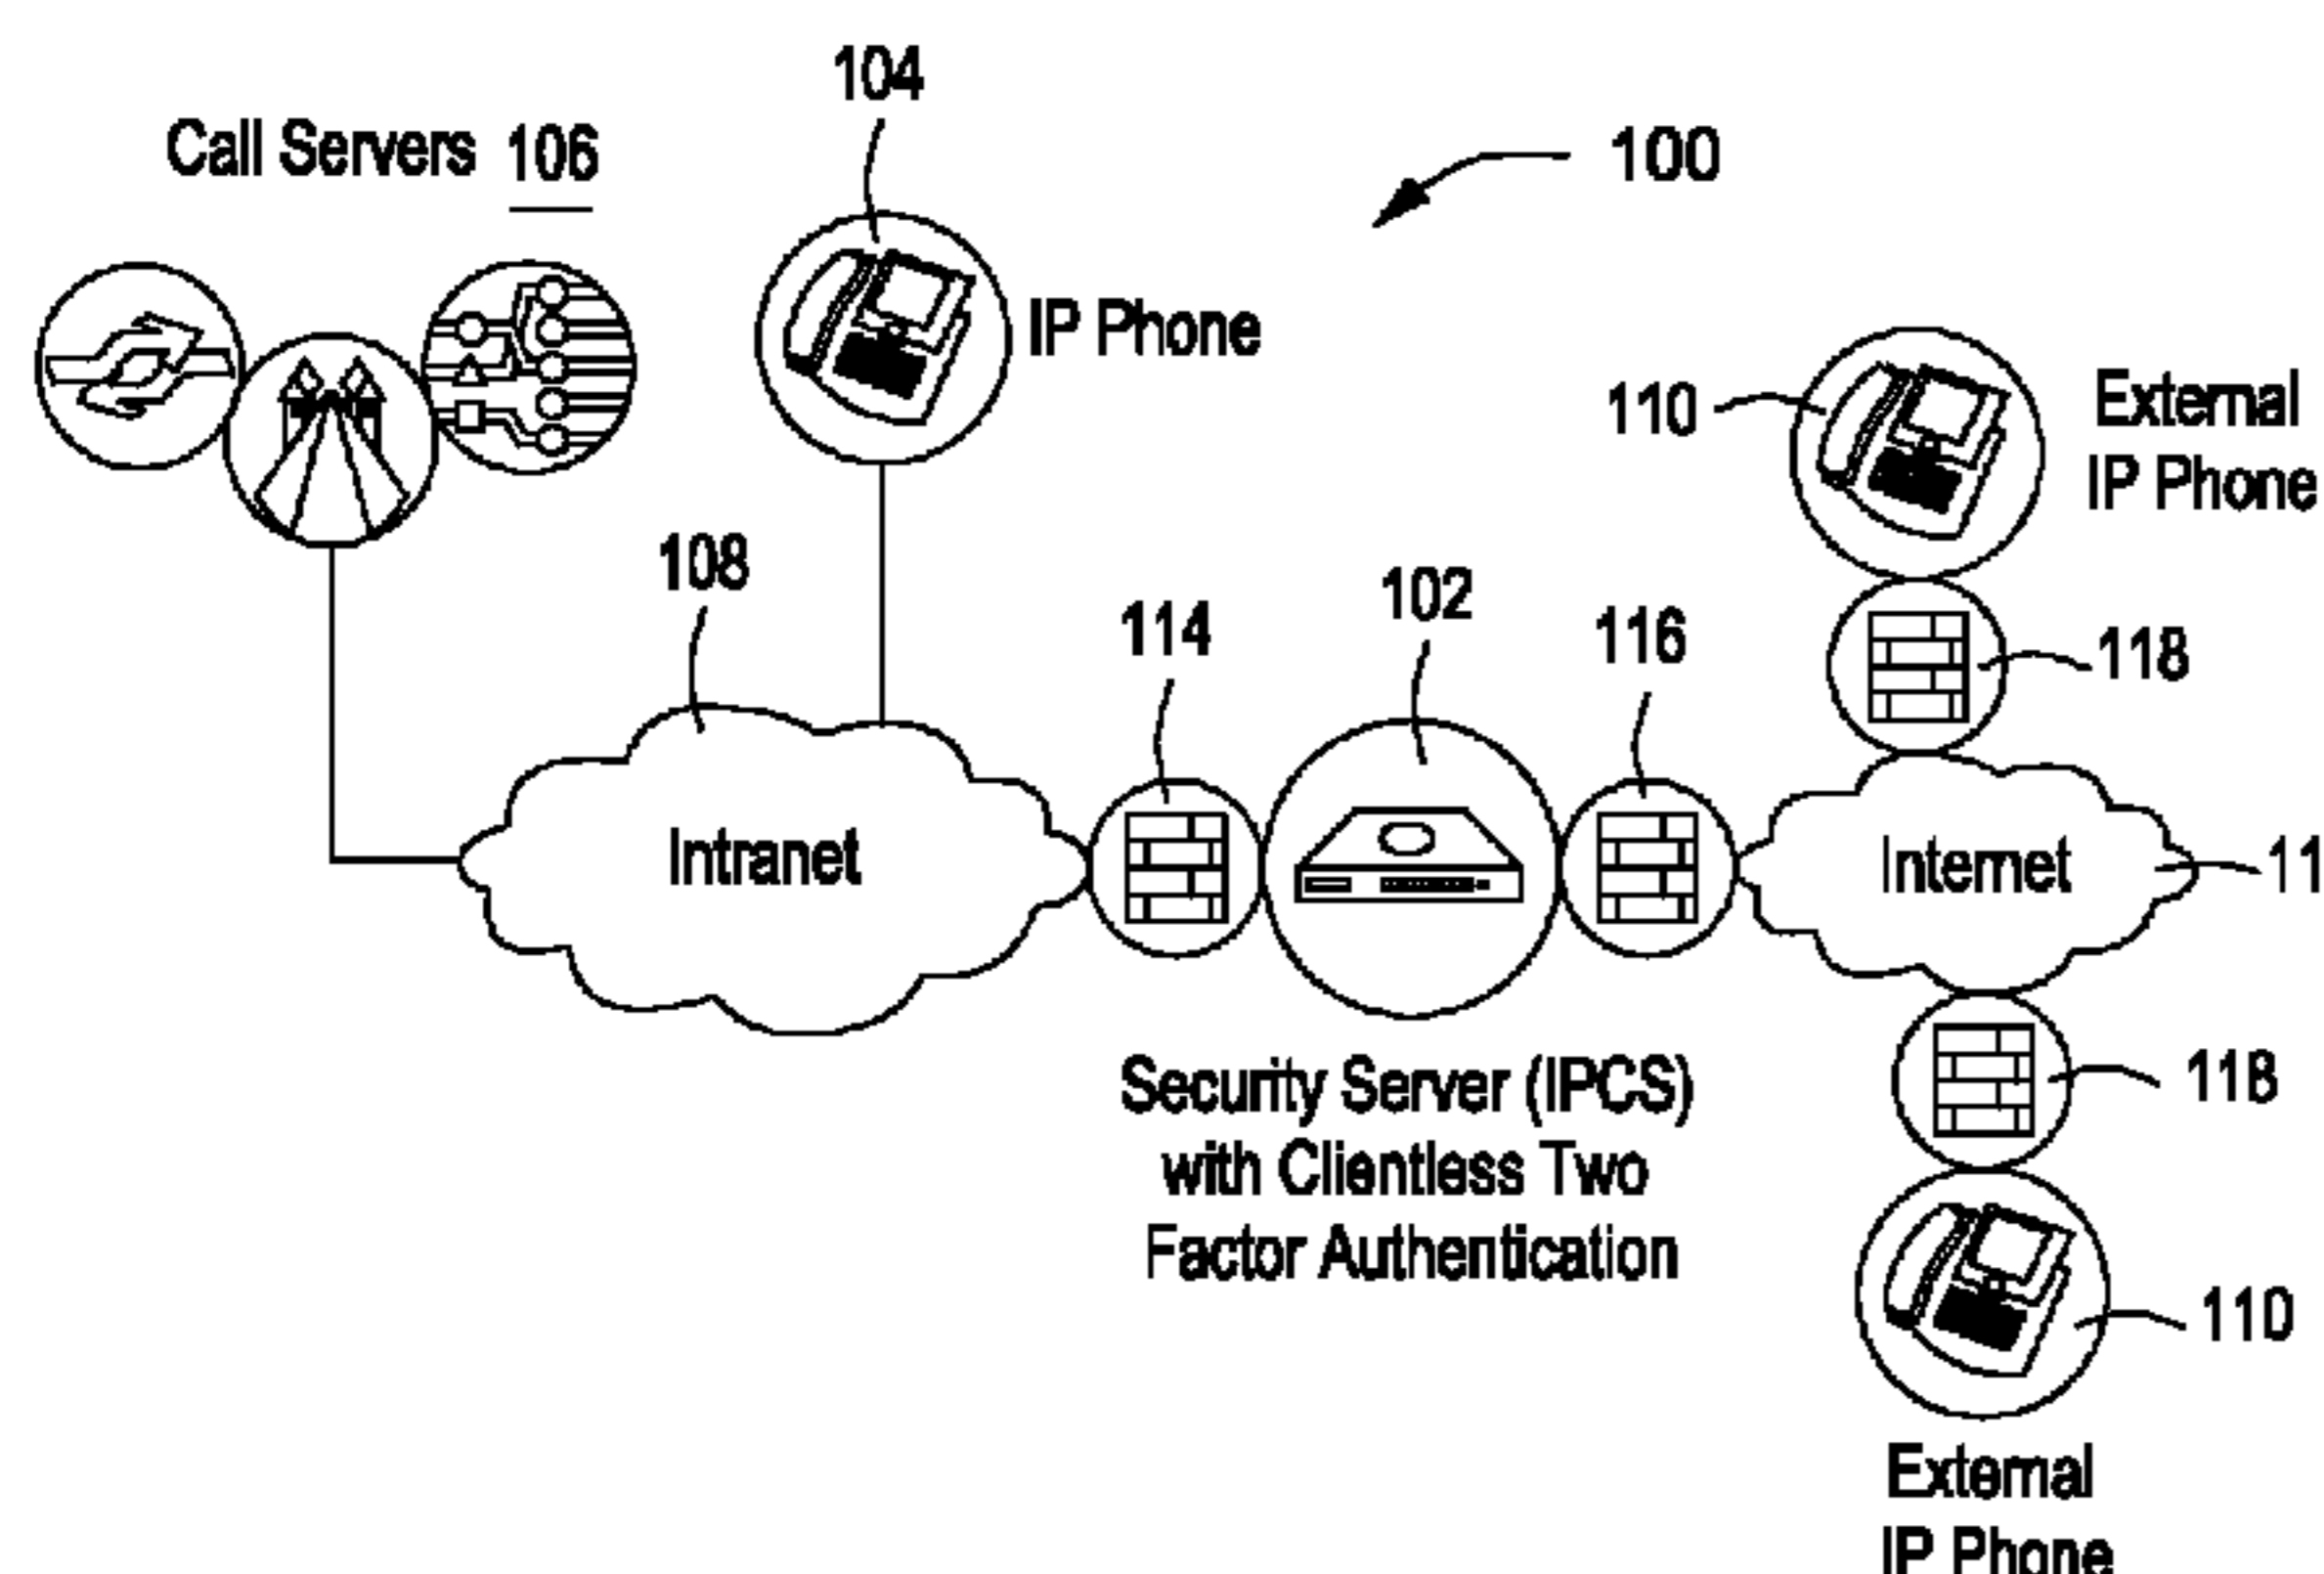 104
Call Servers 106
100
IP Phone
110
External
IP Phone
108
114
102
116
118
Intranet
Internet
11
Security Server (IPCS)
with Clientless Two
Factor Authentication
118
110
External
IP Phone